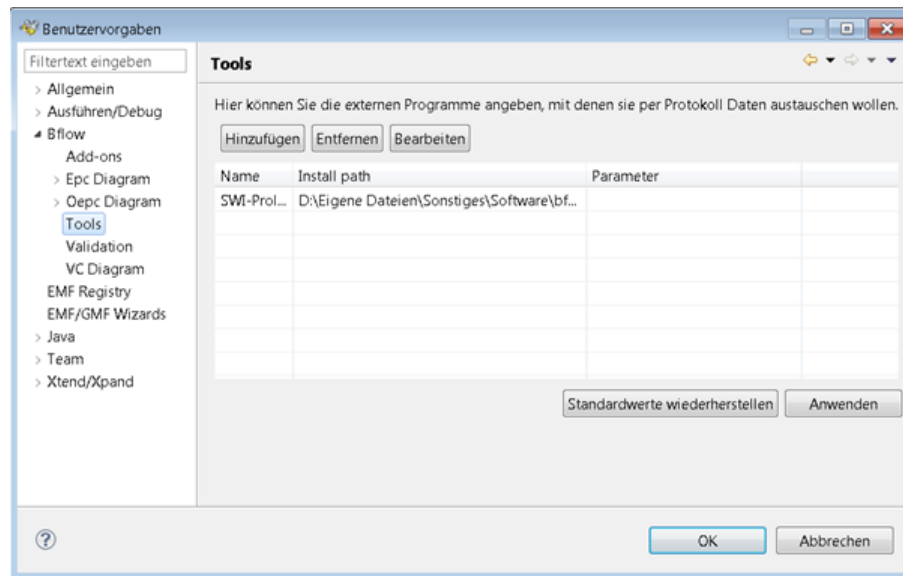 Benutzervorgaben
Filtertext eingeben
Allgemein
Ausführen/Debug
Bflow
Add-ons
Epc Diagram
Oepc Diagram
Tools
Validation
VC Diagram
EMF Registry
EMF/GMF Wizards
Java
Team
Xtend/Xpand
Tools
Hier können Sie die externen Programme angeben, mit denen sie per Protokoll Daten austauschen wollen.
Hinzufügen Entfernen Bearbeiten
Name Install path Parameter
SWI-Prol... D:\Eigene Dateien\Sonstiges\Software\bf...
Standardwerte wiederherstellen Anwenden
? OK Abbrechen